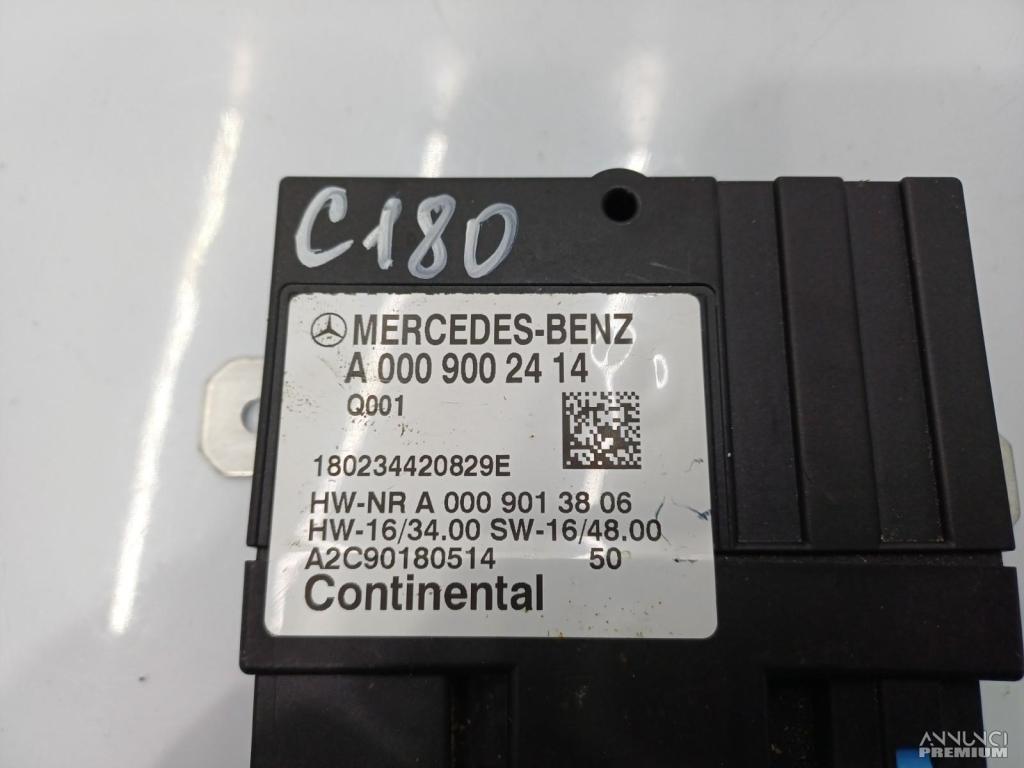 C180
MERCEDES-BENZ
A 000 900 24 14
Q001
180234420829E
HW-NR A 000 901 38 06
HW-16/34.00 SW-16/48.00
A2C90180514 50
Continental
ANNUNCI
PREMIUM